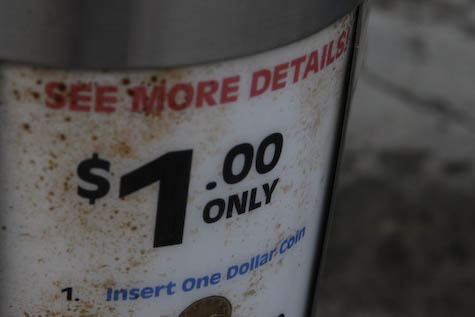 SEE MORE DETAILS!
$1.00
ONLY
1. Insert One Dollar Coin